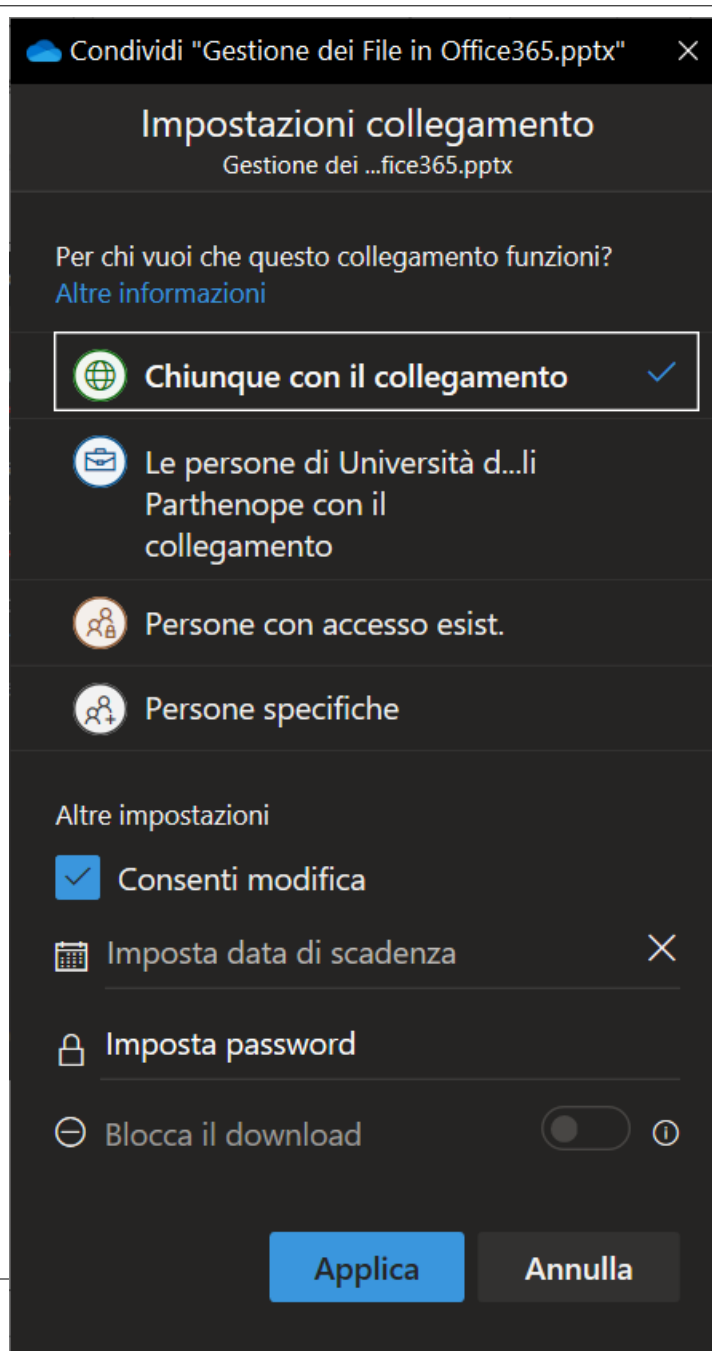 Condividi "Gestione dei File in Office365.pptx"
Impostazioni collegamento
Gestione dei ...fice365.pptx
Per chi vuoi che questo collegamento funzioni?
Altre informazioni
Chiunque con il collegamento
Le persone di Università d...li
Parthenope con il
collegamento
Persone con accesso esist.
Persone specifiche
Altre impostazioni
Consenti modifica
Imposta data di scadenza
Imposta password
Blocca il download
Applica Annulla